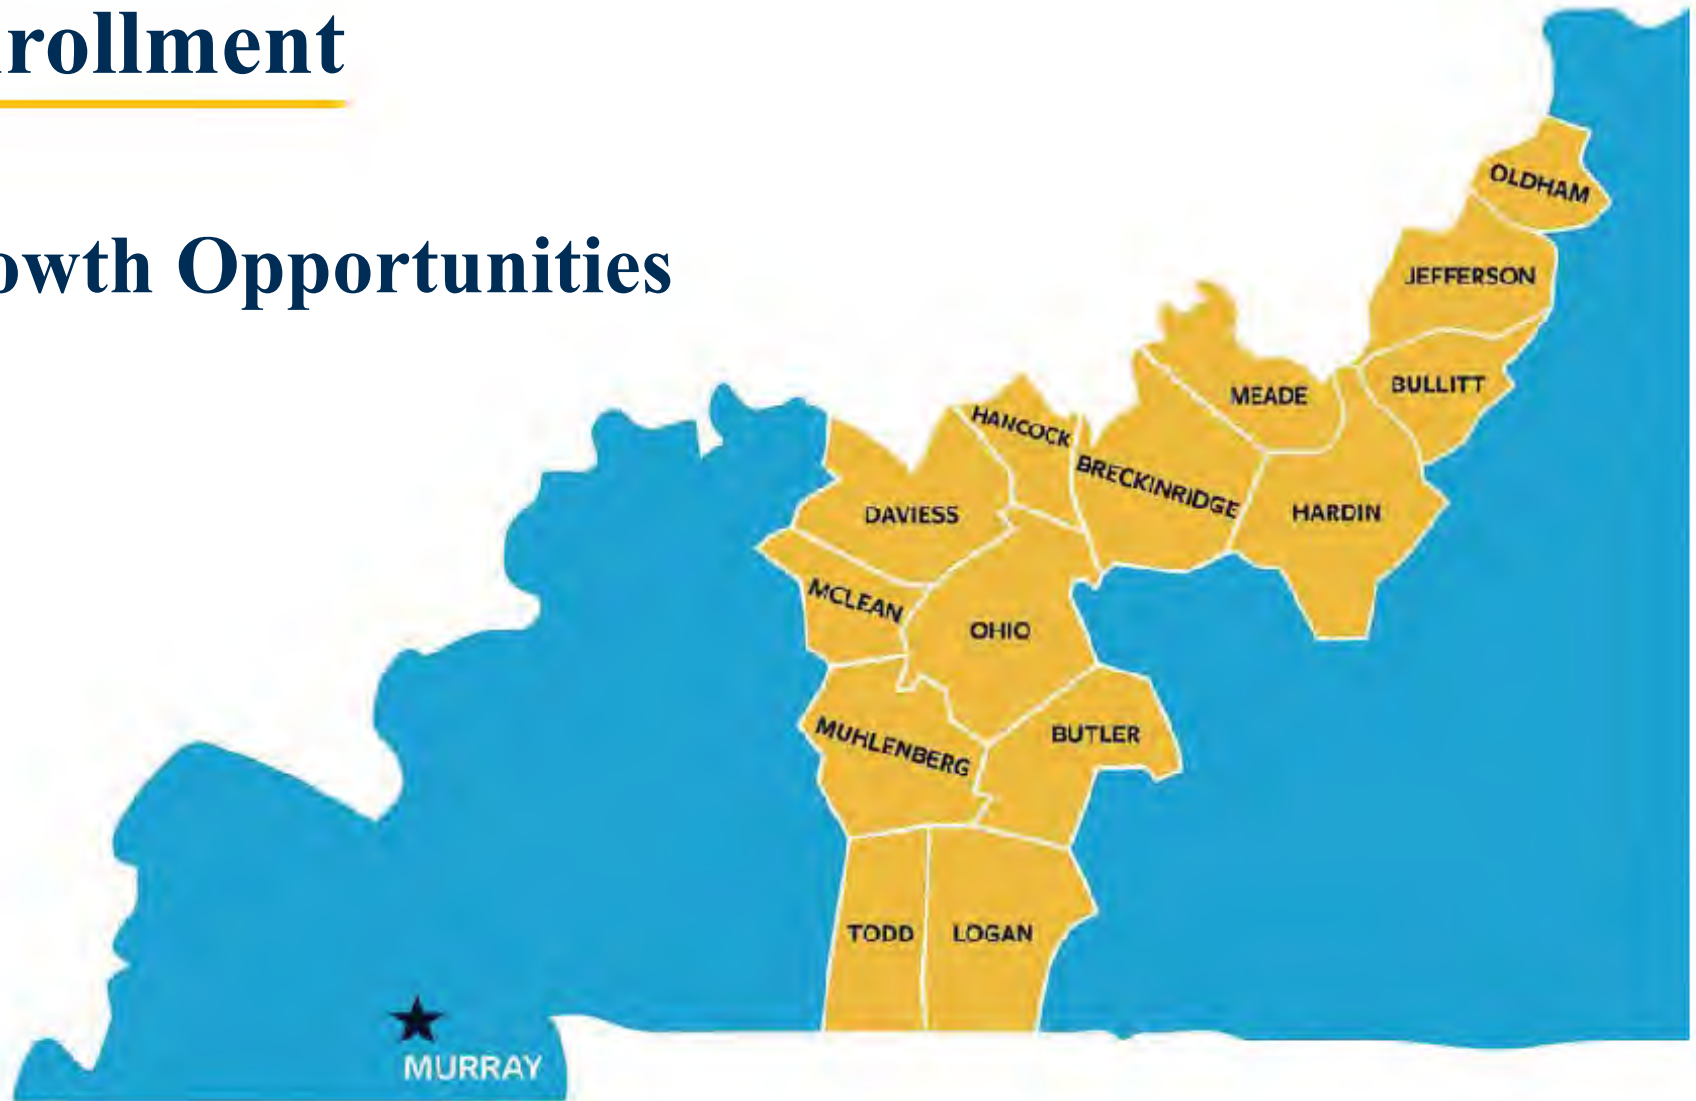 rollment
owth Opportunities
OLDHAM
JEFFERSON
BULLITT
MEADE
HANCOCK
BRECKINRIDGE
HARDIN
DAVIESS
MCLEAN
OHIO
MUHLENBERG
BUTLER
TODD
LOGAN
MURRAY